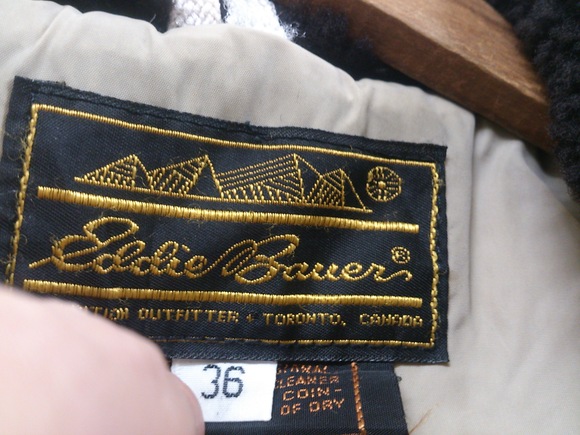 Eddie Bauer ®
OUTFITTER • TORONTO, CANADA
36
CLEANER
COIN-
OF DRY